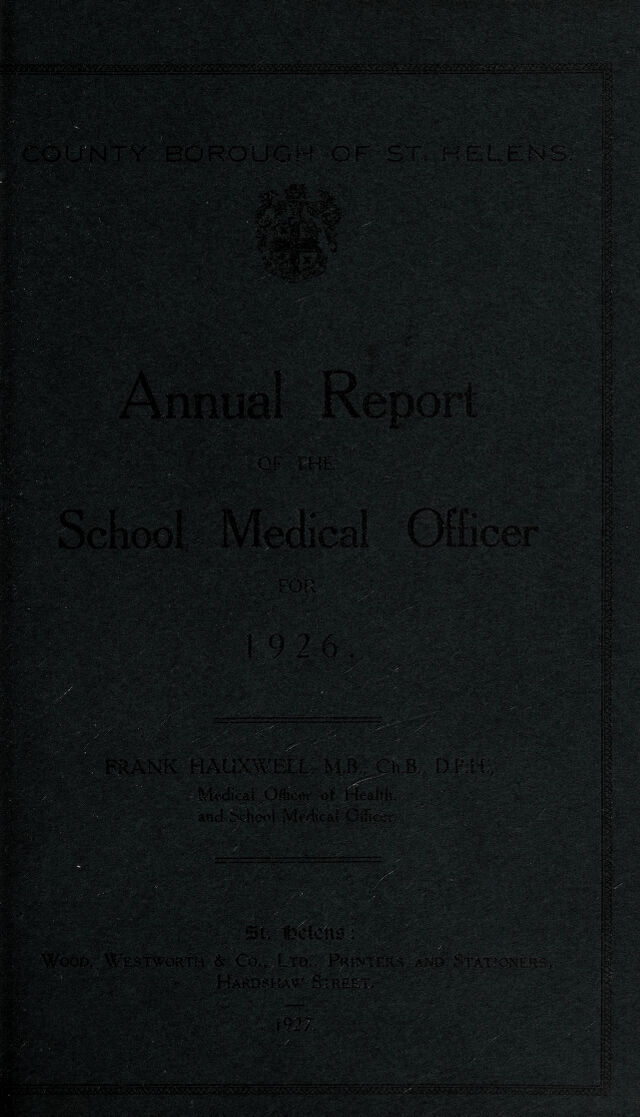 COUNTY BOROUGH OF ST. HELENS.
Annual Report
OF THE
School Medical Officer
FOR
1926.
FRANK HAUXWELL, M.B., Ch.B., D.P.H.,
Medical Officer of Health,
and School Medical Officer.
St. Helens:
WOOD, WESTWORTH & CO., LTD., PRINTERS AND STATIONERS,
HARDSHAW STREET.
1927.